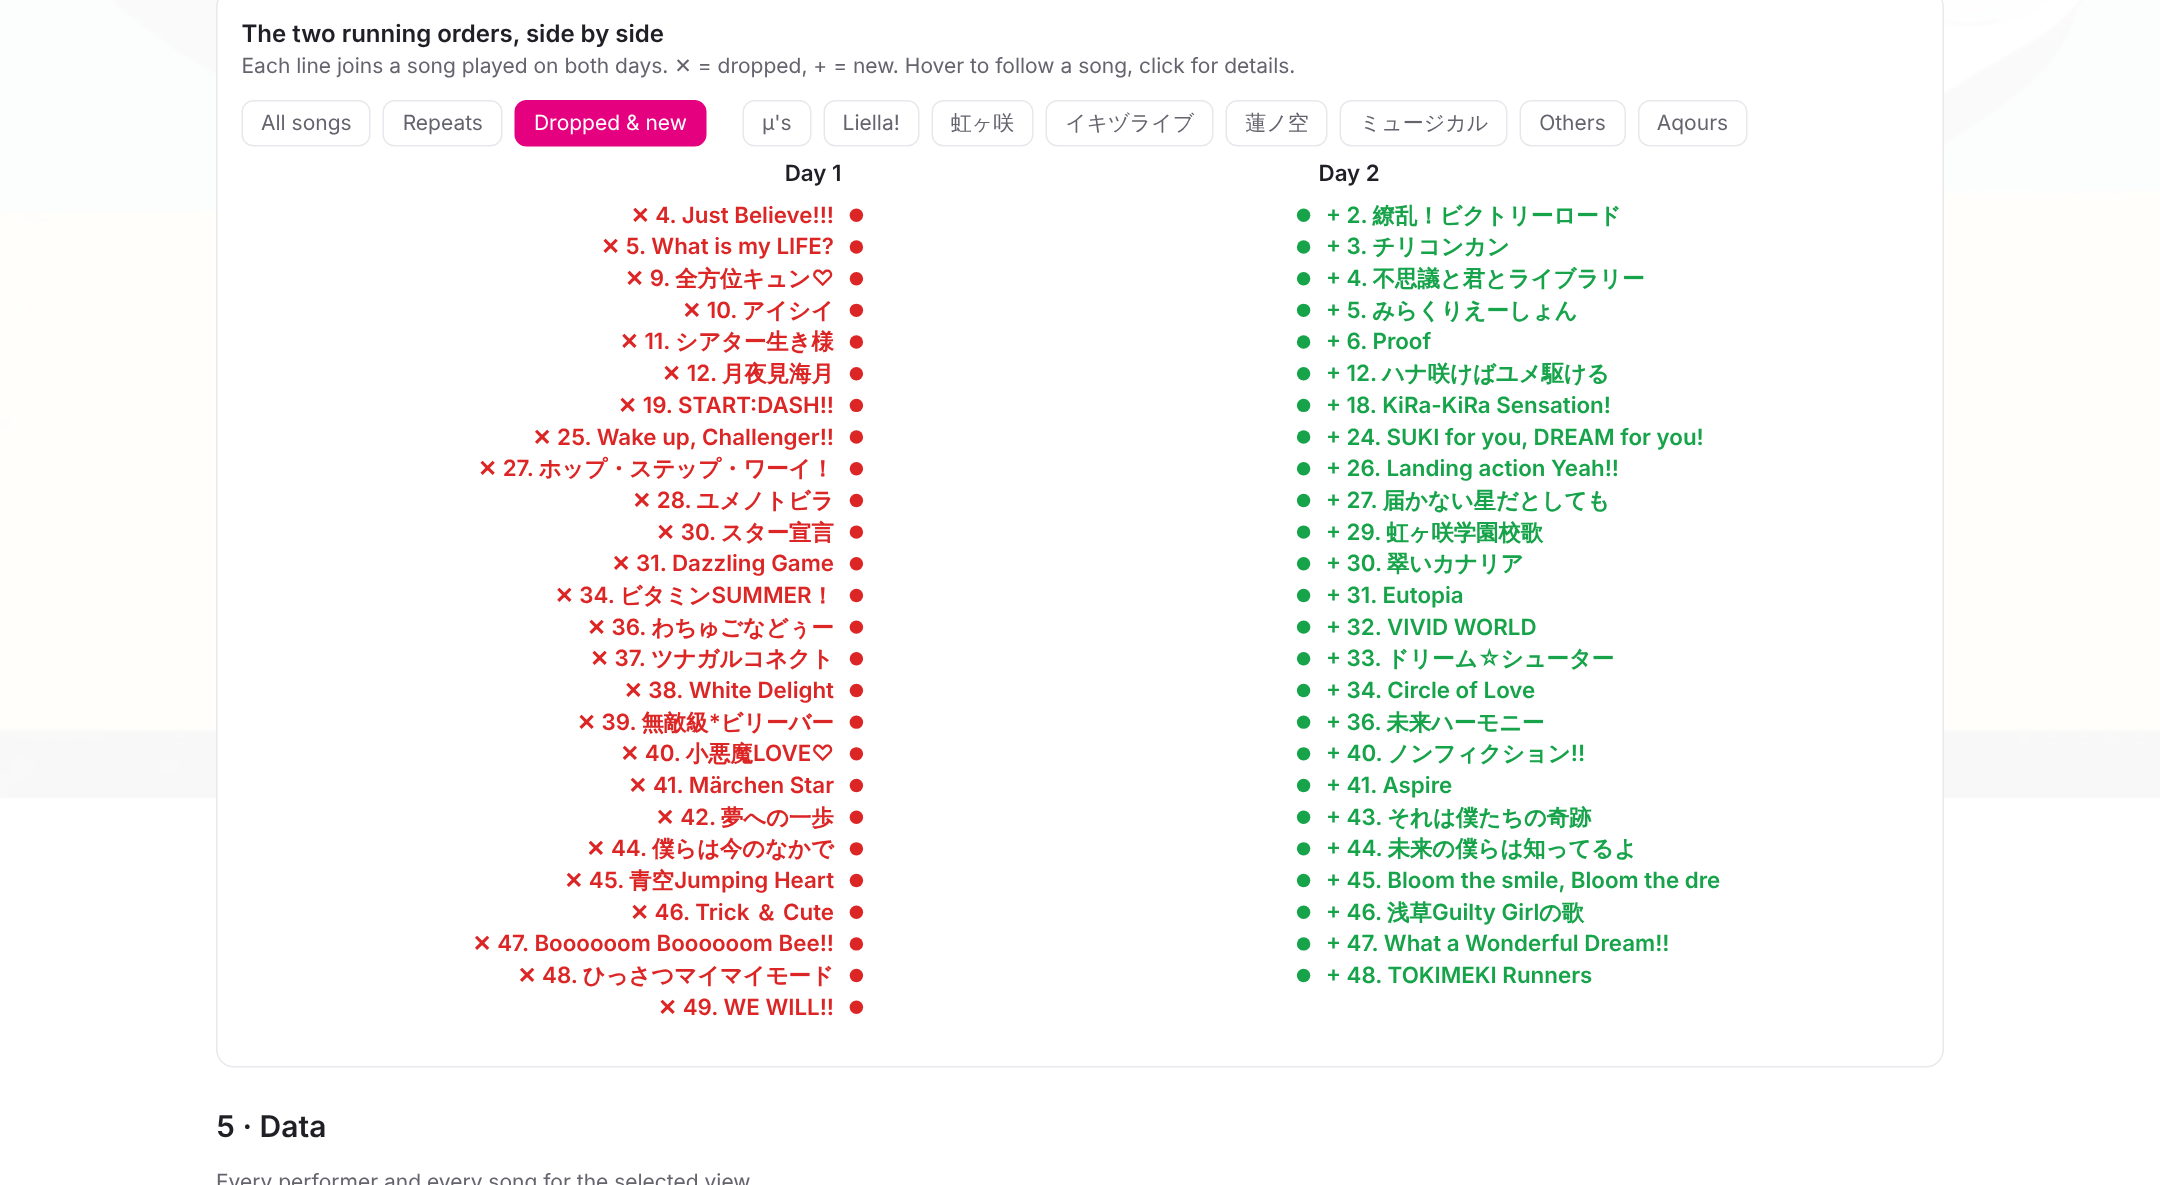 The two running orders, side by side
Each line joins a song played on both days. ✕ = dropped, + = new. Hover to follow a song, click for details.
All songs Repeats Dropped & new μ's Liella! 虹ヶ咲 イキヅライブ 蓮ノ空 ミュージカル Others Aqours
Day 1
✕ 4. Just Believe!!!
✕ 5. What is my LIFE?
✕ 9. 全方位キュン♡
✕ 10. アイシイ
✕ 11. シアター生き様
✕ 12. 月夜見海月
✕ 19. START:DASH!!
✕ 25. Wake up, Challenger!!
✕ 27. ホップ・ステップ・ワーイ！
✕ 28. ユメノトビラ
✕ 30. スター宣言
✕ 31. Dazzling Game
✕ 34. ビタミンSUMMER！
✕ 36. わちゅごなどぅー
✕ 37. ツナガルコネクト
✕ 38. White Delight
✕ 39. 無敵級*ビリーバー
✕ 40. 小悪魔LOVE♡
✕ 41. Märchen Star
✕ 42. 夢への一歩
✕ 44. 僕らは今のなかで
✕ 45. 青空Jumping Heart
✕ 46. Trick ＆ Cute
✕ 47. Boooooom Boooooom Bee!!
✕ 48. ひっさつマイマイモード
✕ 49. WE WILL!!
Day 2
+ 2. 繚乱！ビクトリーロード
+ 3. チリコンカン
+ 4. 不思議と君とライブラリー
+ 5. みらくりえーしょん
+ 6. Proof
+ 12. ハナ咲けばユメ駆ける
+ 18. KiRa-KiRa Sensation!
+ 24. SUKI for you, DREAM for you!
+ 26. Landing action Yeah!!
+ 27. 届かない星だとしても
+ 29. 虹ヶ咲学園校歌
+ 30. 翠いカナリア
+ 31. Eutopia
+ 32. VIVID WORLD
+ 33. ドリーム☆シューター
+ 34. Circle of Love
+ 36. 未来ハーモニー
+ 40. ノンフィクション!!
+ 41. Aspire
+ 43. それは僕たちの奇跡
+ 44. 未来の僕らは知ってるよ
+ 45. Bloom the smile, Bloom the dre
+ 46. 浅草Guilty Girlの歌
+ 47. What a Wonderful Dream!!
+ 48. TOKIMEKI Runners
5 · Data
Every performer and every song for the selected view.